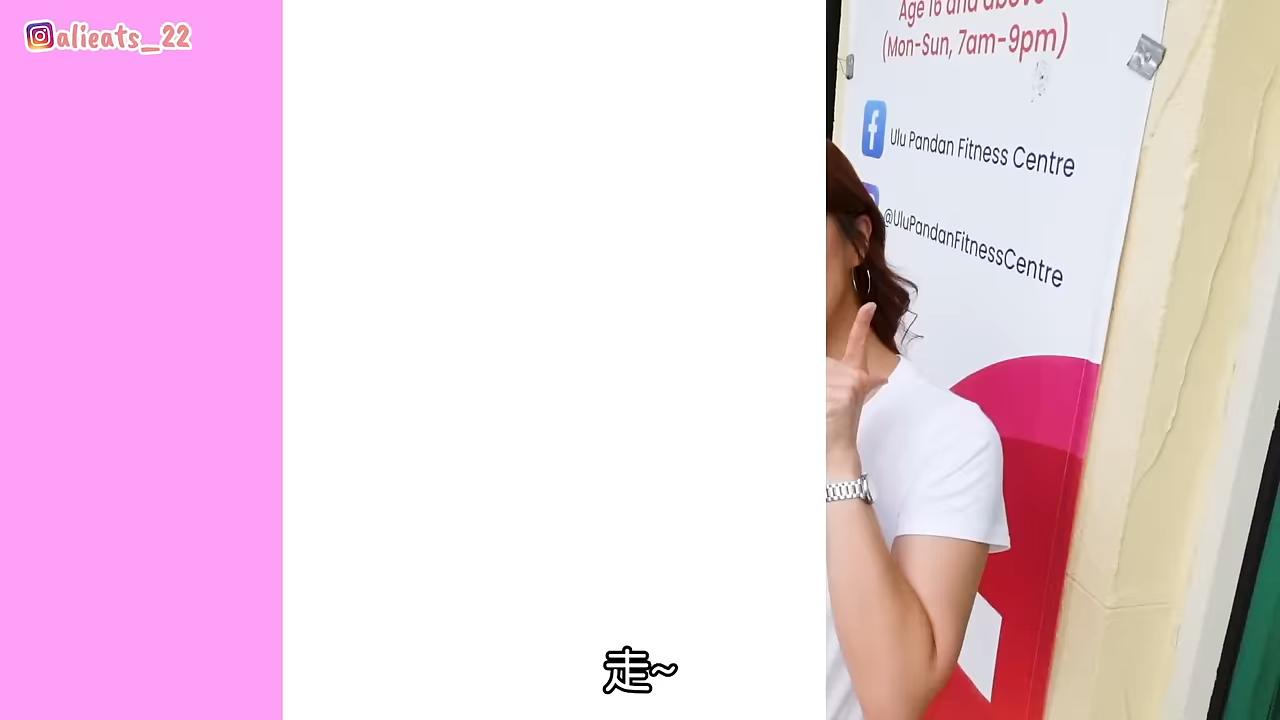 alieats_22
Age 16 and above
(Mon-Sun, 7am-9pm)
Ulu Pandan Fitness Centre
@UluPandanFitnessCentre
走~